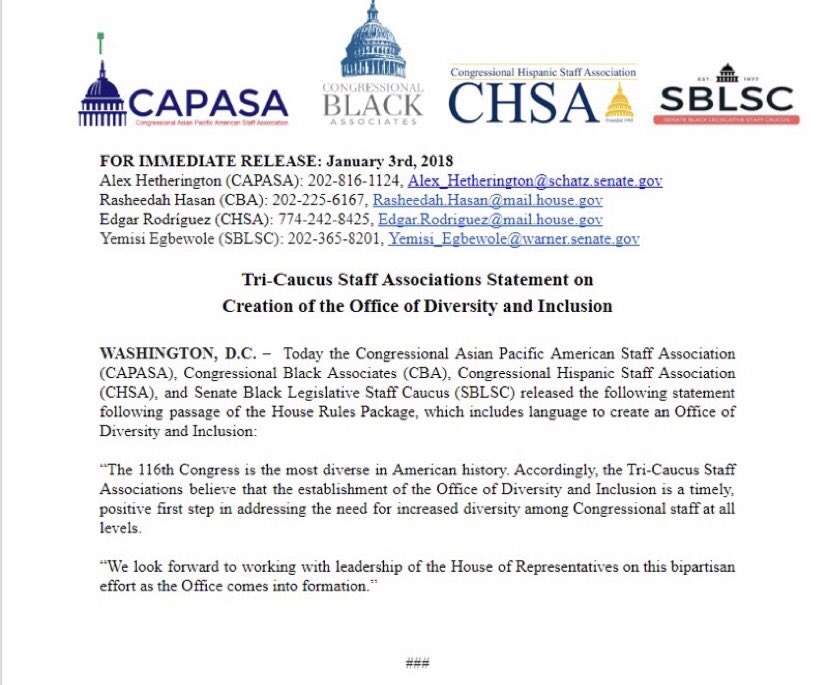 CAPASA
Congressional Asian Pacific American Staff Association
CONGRESSIONAL
BLACK
ASSOCIATES
Congressional Hispanic Staff Association
CHSA
Founded 1990
EST. 1977
SBLSC
SENATE BLACK LEGISLATIVE STAFF CAUCUS
FOR IMMEDIATE RELEASE: January 3rd, 2018
Alex Hetherington (CAPASA): 202-816-1124, Alex_Hetherington@schatz.senate.gov
Rasheedah Hasan (CBA): 202-225-6167, Rasheedah.Hasan@mail.house.gov
Edgar Rodríguez (CHSA): 774-242-8425, Edgar.Rodriguez@mail.house.gov
Yemisi Egbewole (SBLSC): 202-365-8201, Yemisi_Egbewole@warner.senate.gov
Tri-Caucus Staff Associations Statement on
Creation of the Office of Diversity and Inclusion
WASHINGTON, D.C. – Today the Congressional Asian Pacific American Staff Association
(CAPASA), Congressional Black Associates (CBA), Congressional Hispanic Staff Association
(CHSA), and Senate Black Legislative Staff Caucus (SBLSC) released the following statement
following passage of the House Rules Package, which includes language to create an Office of
Diversity and Inclusion:
“The 116th Congress is the most diverse in American history. Accordingly, the Tri-Caucus Staff
Associations believe that the establishment of the Office of Diversity and Inclusion is a timely,
positive first step in addressing the need for increased diversity among Congressional staff at all
levels.
“We look forward to working with leadership of the House of Representatives on this bipartisan
effort as the Office comes into formation.”
###